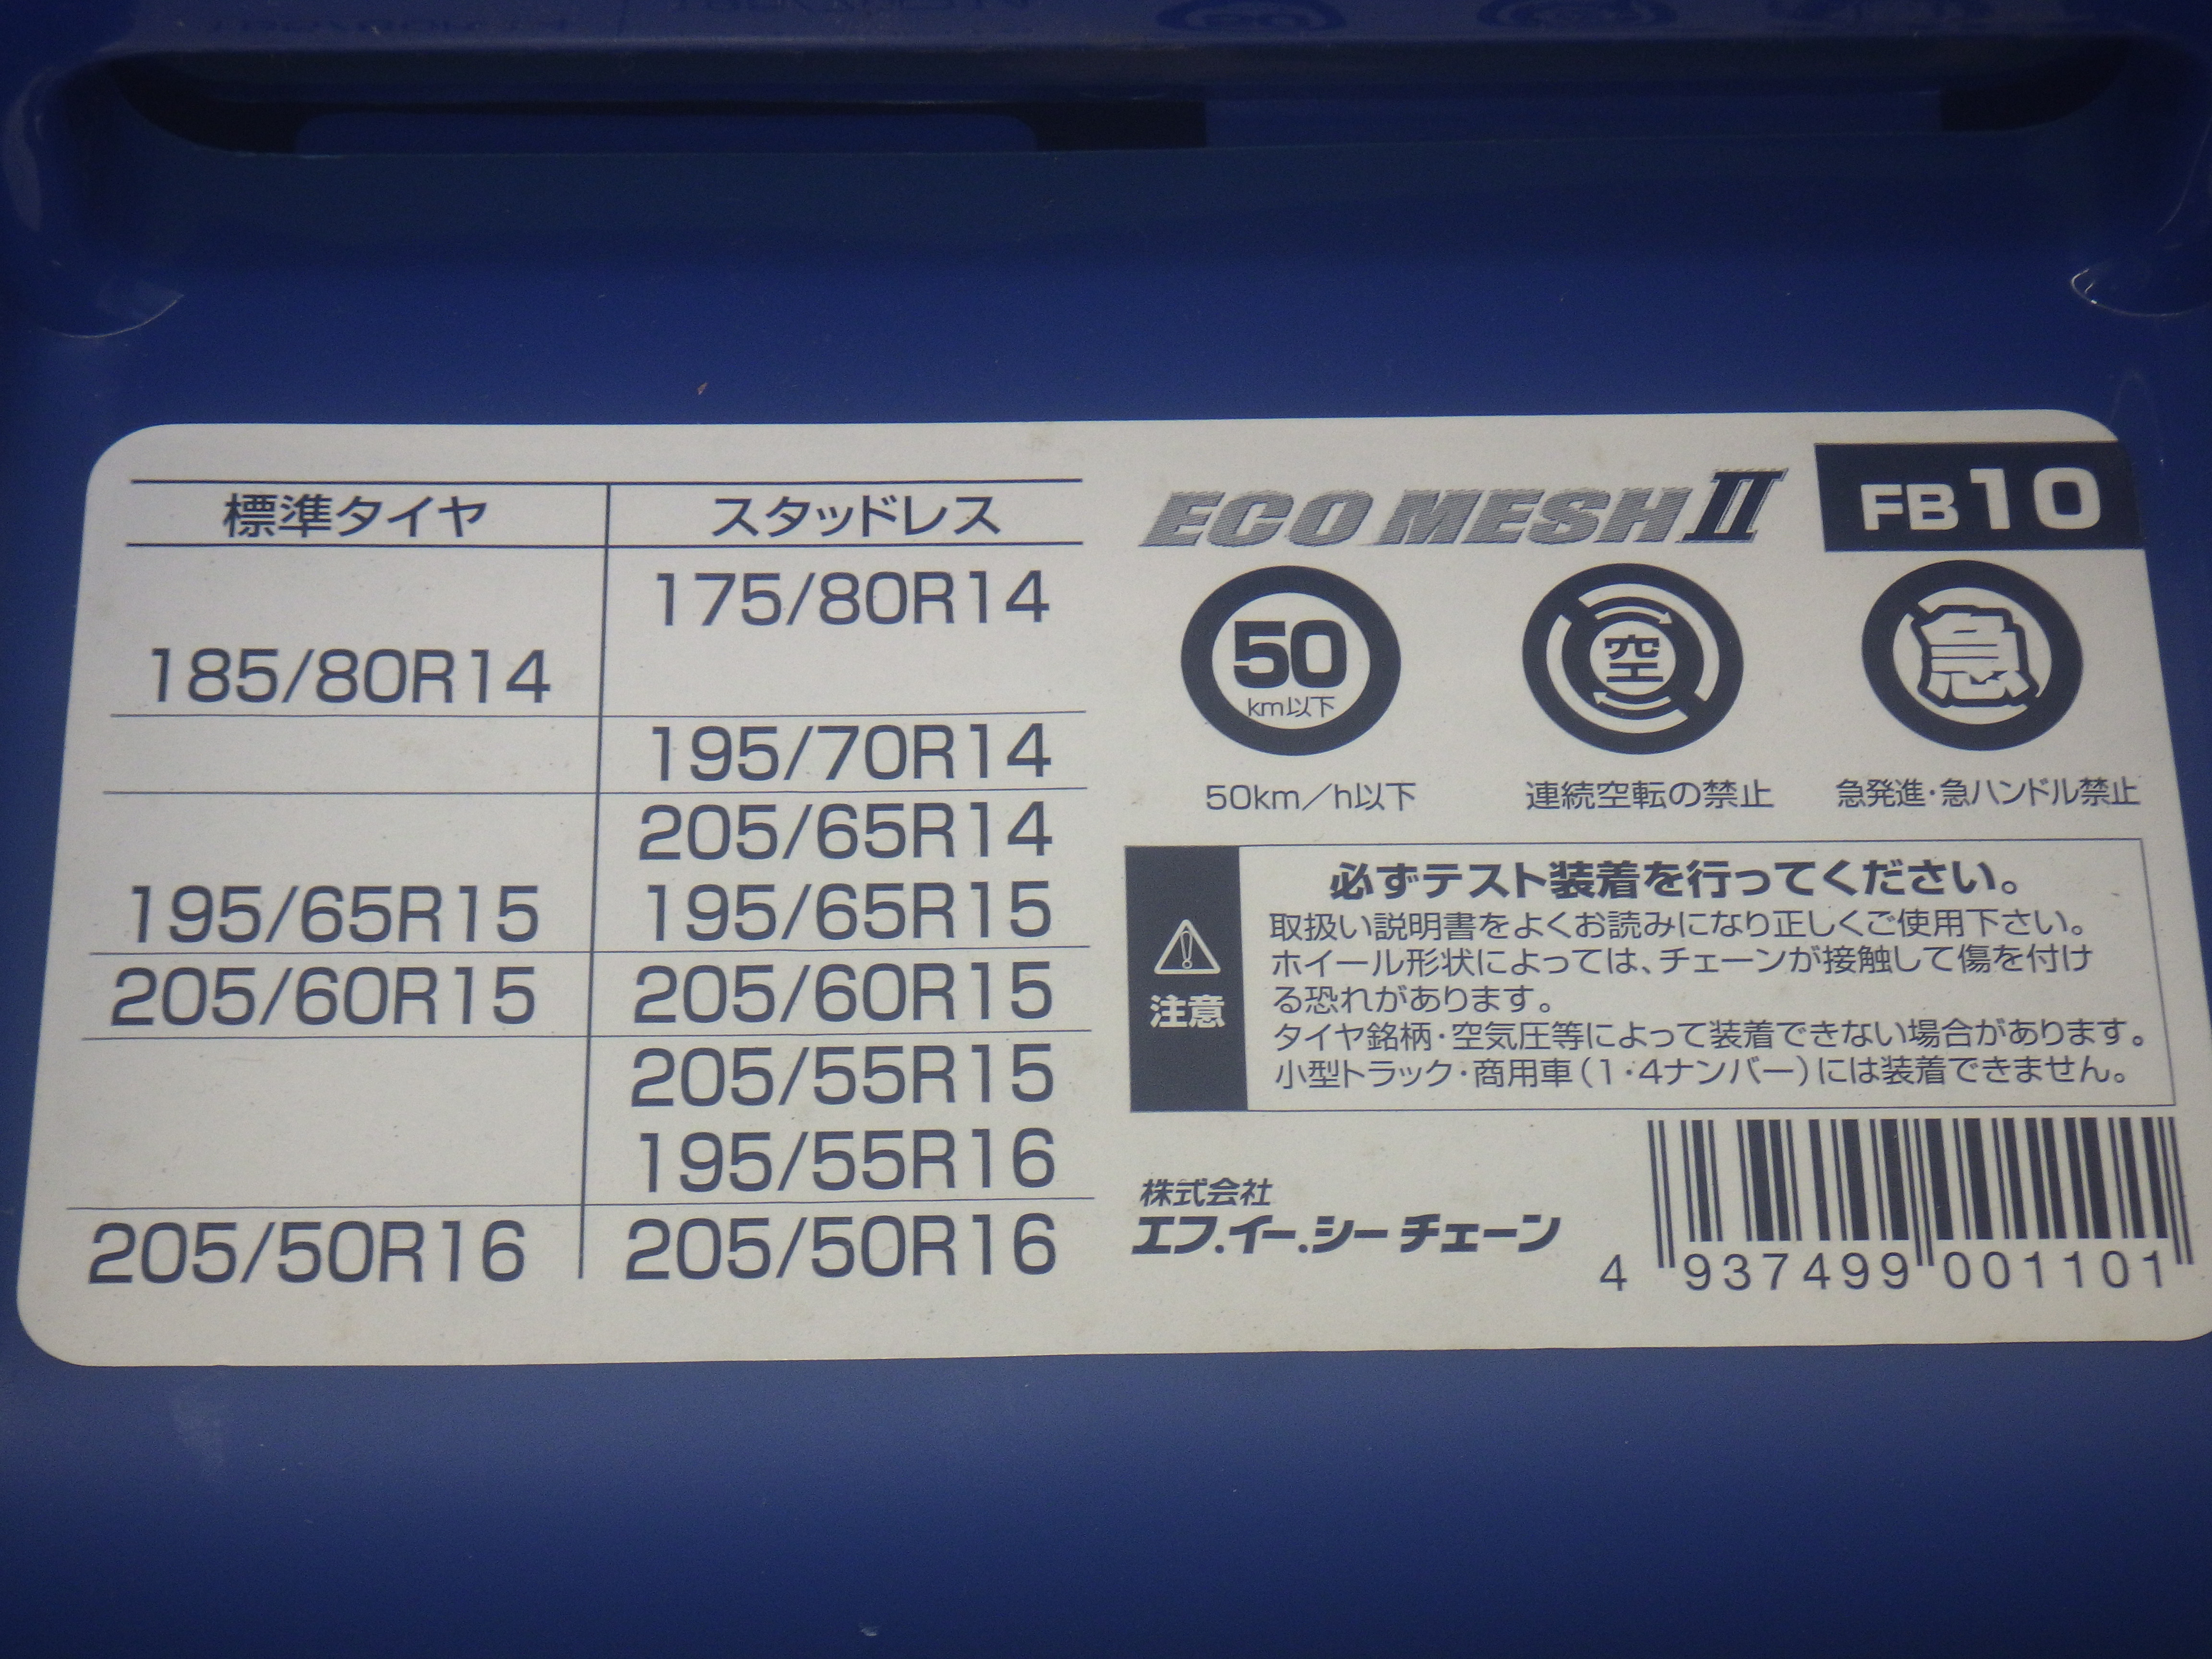 標準タイヤ スタッドレス
175/80R14
185/80R14
195/70R14
205/65R14
195/65R15 195/65R15
205/60R15 205/60R15
205/55R15
195/55R16
205/50R16 205/50R16
ECO MESH II FB10
50 空 急
km以下
50km/h以下 連続空転の禁止 急発進・急ハンドル禁止
必ずテスト装着を行ってください。
取扱い説明書をよくお読みになり正しくご使用下さい。
ホイール形状によっては、チェーンが接触して傷を付け
る恐れがあります。
タイヤ銘柄・空気圧等によって装着できない場合があります。
小型トラック・商用車(1・4ナンバー)には装着できません。
注意
株式会社
エフ.イー.シー チェーン
4 937499 001101